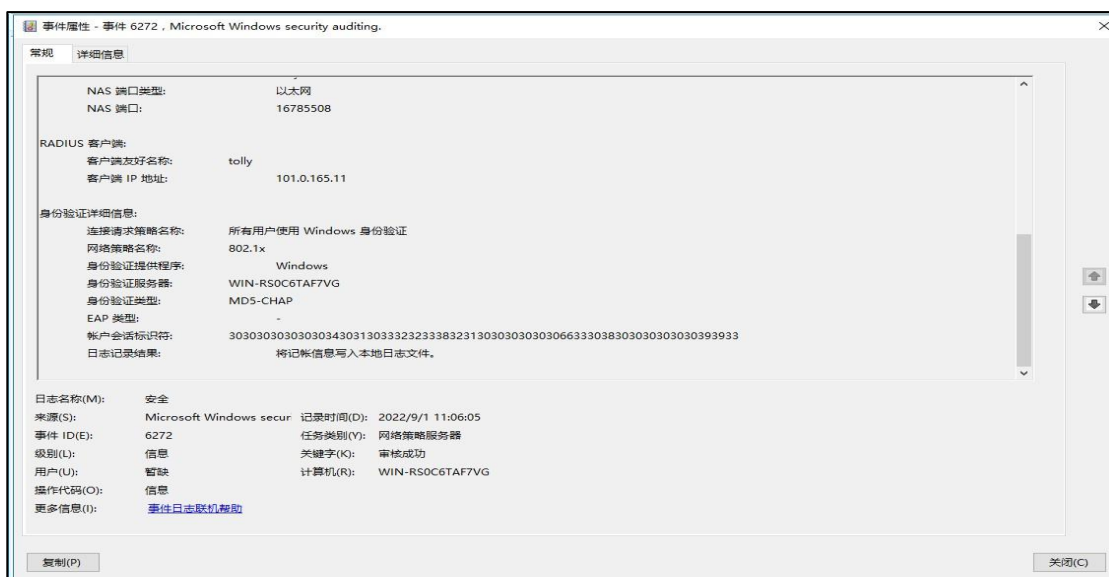 事件属性 - 事件 6272 , Microsoft Windows security auditing.
常规 详细信息
NAS 端口类型: 以太网
NAS 端口: 16785508
RADIUS 客户端:
客户端友好名称: tolly
客户端 IP 地址: 101.0.165.11
身份验证详细信息:
连接请求策略名称: 所有用户使用 Windows 身份验证
网络策略名称: 802.1x
身份验证提供程序: Windows
身份验证服务器: WIN-RS0C6TAF7VG
身份验证类型: MD5-CHAP
EAP 类型: -
帐户会话标识符:
日志记录结果: 将记帐信息写入本地日志文件。
日志名称(M): 安全
来源(S): Microsoft Windows secur 记录时间(D): 2022/9/1 11:06:05
事件 ID(E): 6272 任务类别(Y): 网络策略服务器
级别(L): 信息 关键字(K): 审核成功
用户(U): 暂缺 计算机(R): WIN-RS0C6TAF7VG
操作代码(O): 信息
更多信息(I): 事件日志联机帮助
复制(P) 关闭(C)